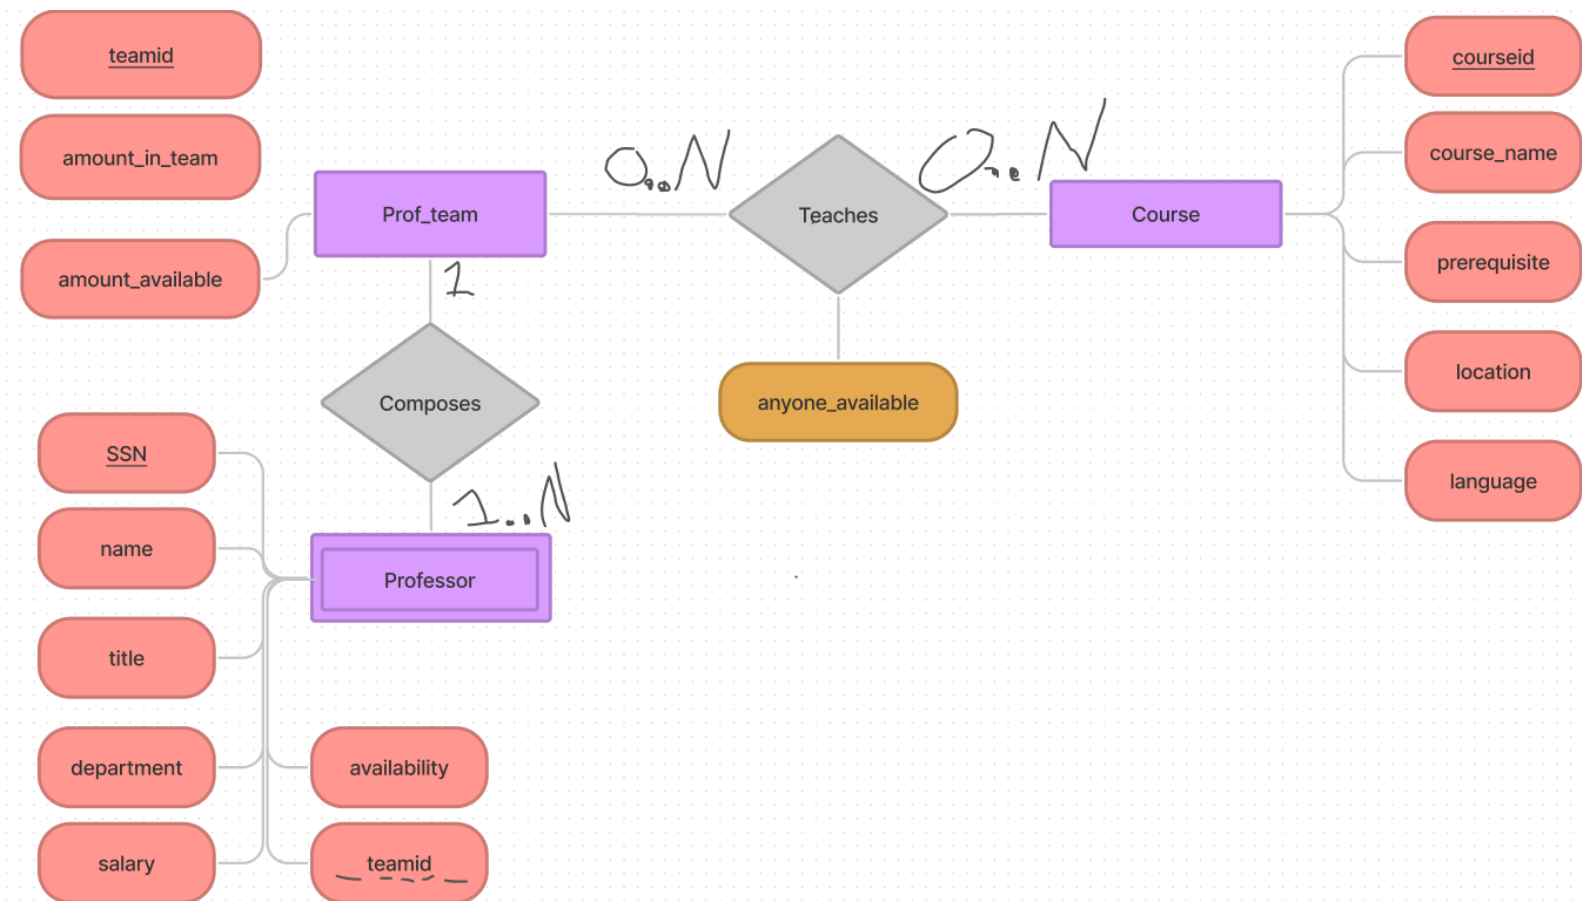 teamid
amount_in_team
amount_available
Prof_team
0..N
Teaches
0..N
Course
courseid
course_name
prerequisite
location
language
1
Composes
anyone_available
1..N
Professor
SSN
name
title
department
salary
availability
teamid